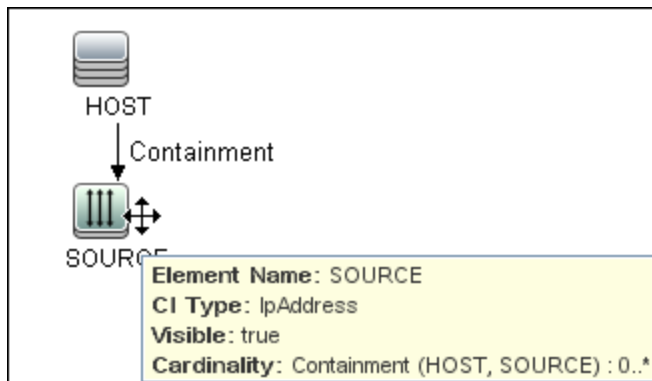 HOST
Containment
SOURCE
Element Name: SOURCE
CI Type: IpAddress
Visible: true
Cardinality: Containment (HOST, SOURCE) : 0..*